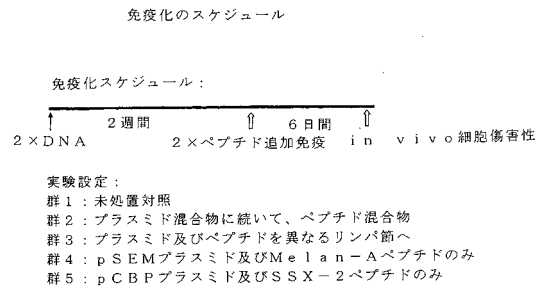 免疫化のスケジュール
免疫化スケジュール：
2週間 6日間
2×DNA 2×ペプチド追加免疫 in vivo細胞傷害性
実験設定：
群1：未処置対照
群2：プラスミド混合物に続いて、ペプチド混合物
群3：プラスミド及びペプチドを異なるリンパ節へ
群4：pSEMプラスミド及びMelan-Aペプチドのみ
群5：pCBPプラスミド及びSSX-2ペプチドのみ